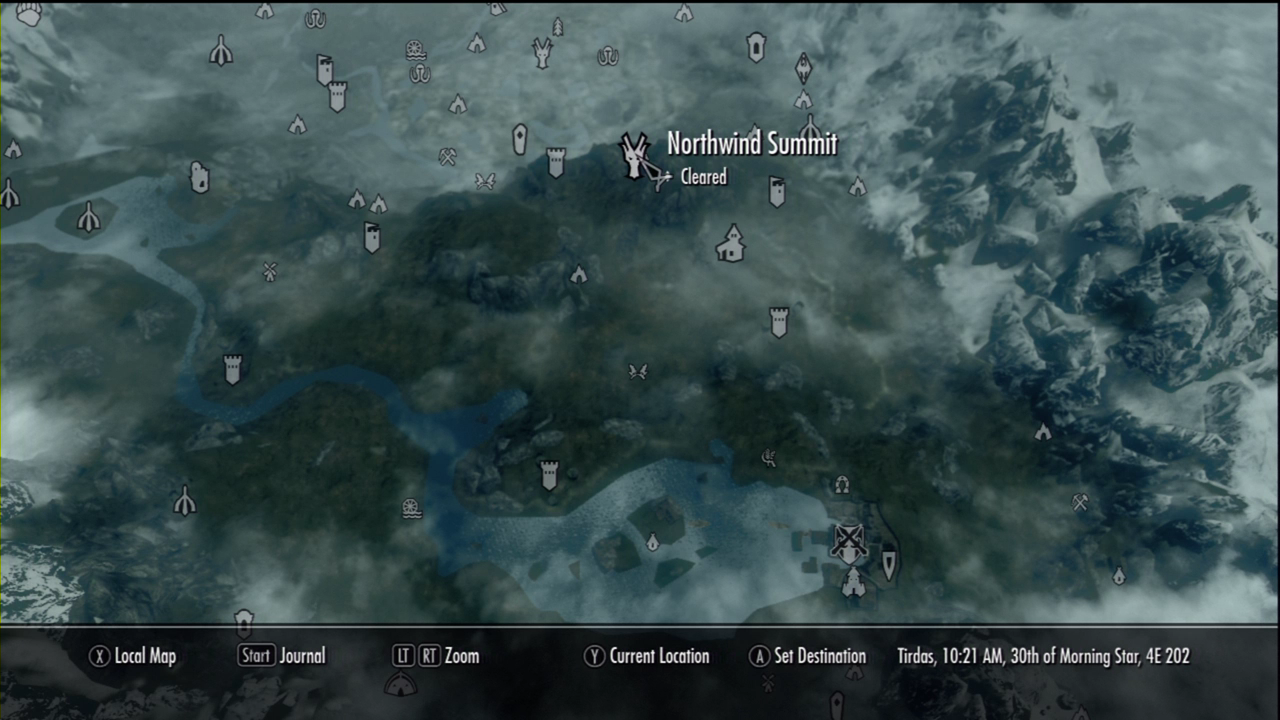 Northwind Summit
Cleared
X Local Map Start Journal LT RT Zoom Y Current Location A Set Destination Tirdas, 10:21 AM, 30th of Morning Star, 4E 202